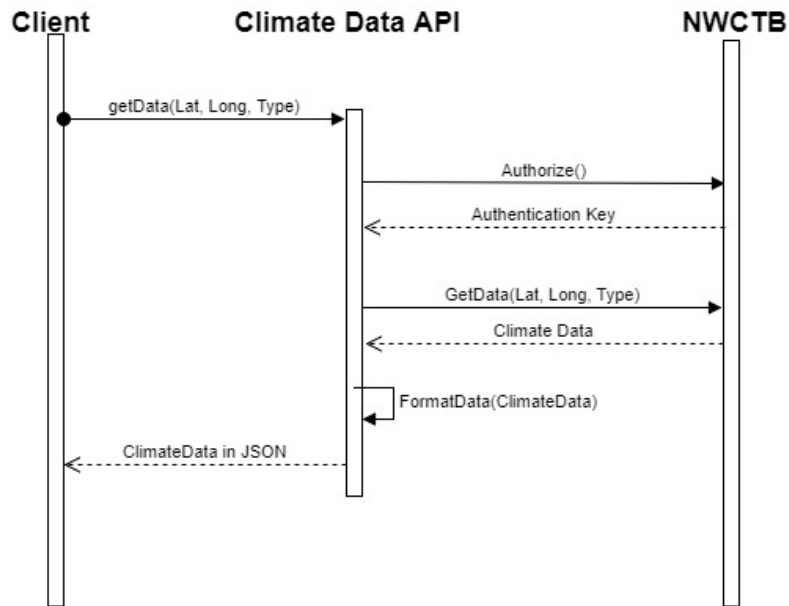 Client
Climate Data API
NWCTB
getData(Lat, Long, Type)
Authorize()
Authentication Key
GetData(Lat, Long, Type)
Climate Data
FormatData(ClimateData)
ClimateData in JSON